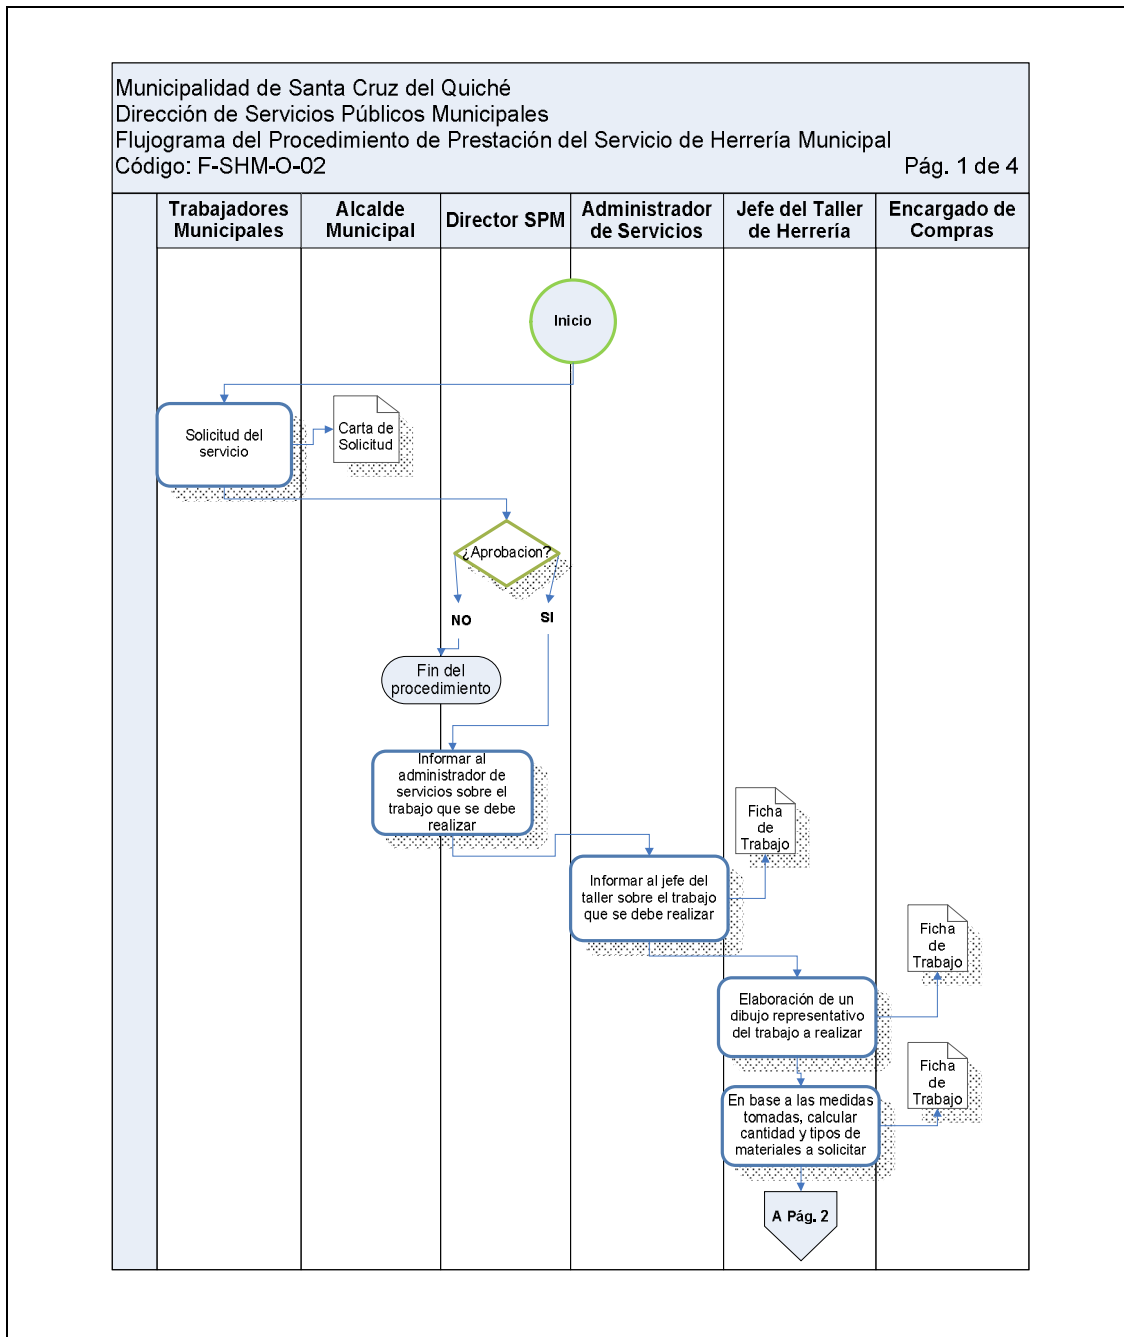 Municipalidad de Santa Cruz del Quiché
Dirección de Servicios Públicos Municipales
Flujograma del Procedimiento de Prestación del Servicio de Herrería Municipal
Código: F-SHM-O-02 Pág. 1 de 4
Trabajadores
Municipales
Alcalde
Municipal
Director SPM
Administrador
de Servicios
Jefe del Taller
de Herrería
Encargado de
Compras
Inicio
Solicitud del
servicio
Carta de
Solicitud
¿Aprobacion?
NO
SI
Fin del
procedimiento
Informar al
administrador de
servicios sobre el
trabajo que se debe
realizar
Ficha
de
Trabajo
Informar al jefe del
taller sobre el trabajo
que se debe realizar
Ficha
de
Trabajo
Elaboración de un
dibujo representativo
del trabajo a realizar
Ficha
de
Trabajo
En base a las medidas
tomadas, calcular
cantidad y tipos de
materiales a solicitar
A Pág. 2